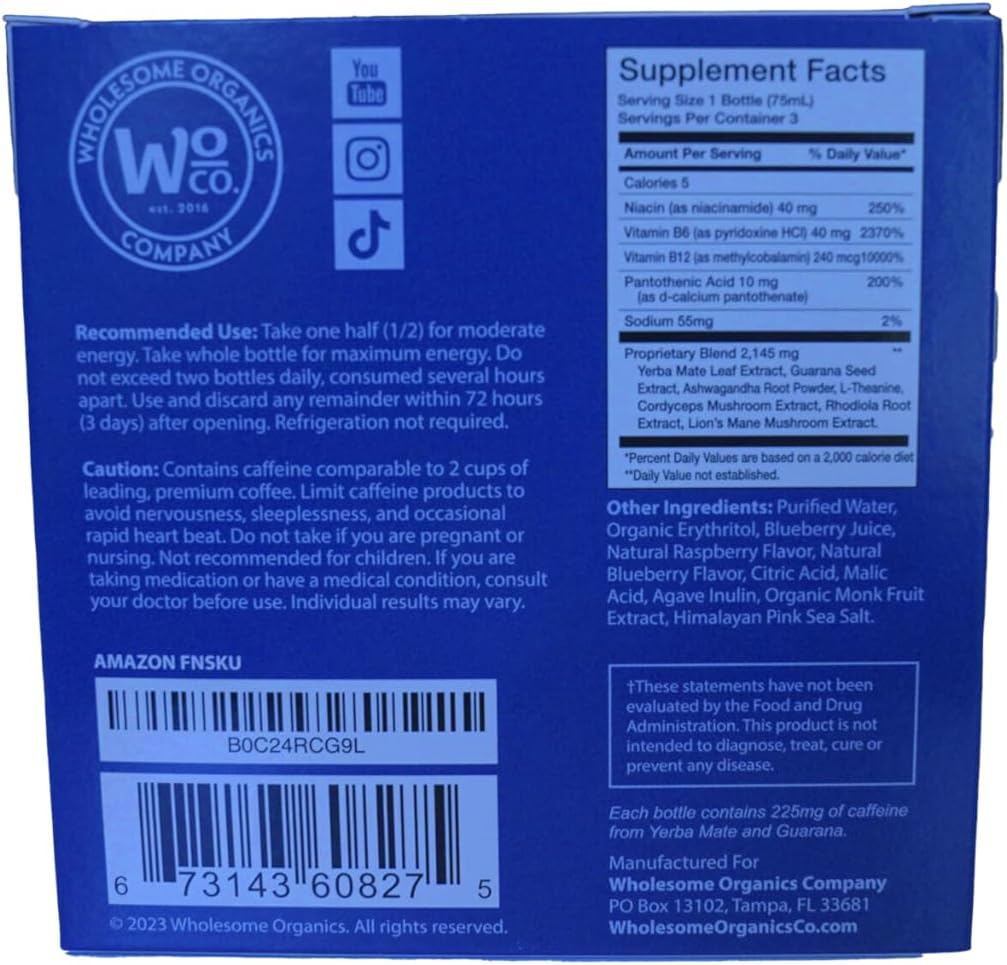 WHOLESOME ORGANICS
Wo
CO.
est. 2016
COMPANY
You
Tube
Recommended Use: Take one half (1/2) for moderate
energy. Take whole bottle for maximum energy. Do
not exceed two bottles daily, consumed several hours
apart. Use and discard any remainder within 72 hours
(3 days) after opening. Refrigeration not required.
Caution: Contains caffeine comparable to 2 cups of
leading, premium coffee. Limit caffeine products to
avoid nervousness, sleeplessness, and occasional
rapid heart beat. Do not take if you are pregnant or
nursing. Not recommended for children. If you are
taking medication or have a medical condition, consult
your doctor before use. Individual results may vary.
AMAZON FNSKU
B0C24RCG9L
6 73143 60827 5
© 2023 Wholesome Organics. All rights reserved.
Supplement Facts
Serving Size 1 Bottle (75mL)
Servings Per Container 3
Amount Per Serving % Daily Value*
Calories 5
Niacin (as niacinamide) 40 mg 250%
Vitamin B6 (as pyridoxine HCl) 40 mg 2370%
Vitamin B12 (as methylcobalamin) 240 mcg 10000%
Pantothenic Acid 10 mg 200%
(as d-calcium pantothenate)
Sodium 55mg 2%
Proprietary Blend 2,145 mg **
Yerba Mate Leaf Extract, Guarana Seed
Extract, Ashwagandha Root Powder, L-Theanine,
Cordyceps Mushroom Extract, Rhodiola Root
Extract, Lion's Mane Mushroom Extract.
*Percent Daily Values are based on a 2,000 calorie diet
**Daily Value not established.
Other Ingredients: Purified Water,
Organic Erythritol, Blueberry Juice,
Natural Raspberry Flavor, Natural
Blueberry Flavor, Citric Acid, Malic
Acid, Agave Inulin, Organic Monk Fruit
Extract, Himalayan Pink Sea Salt.
†These statements have not been
evaluated by the Food and Drug
Administration. This product is not
intended to diagnose, treat, cure or
prevent any disease.
Each bottle contains 225mg of caffeine
from Yerba Mate and Guarana.
Manufactured For
Wholesome Organics Company
PO Box 13102, Tampa, FL 33681
WholesomeOrganicsCo.com